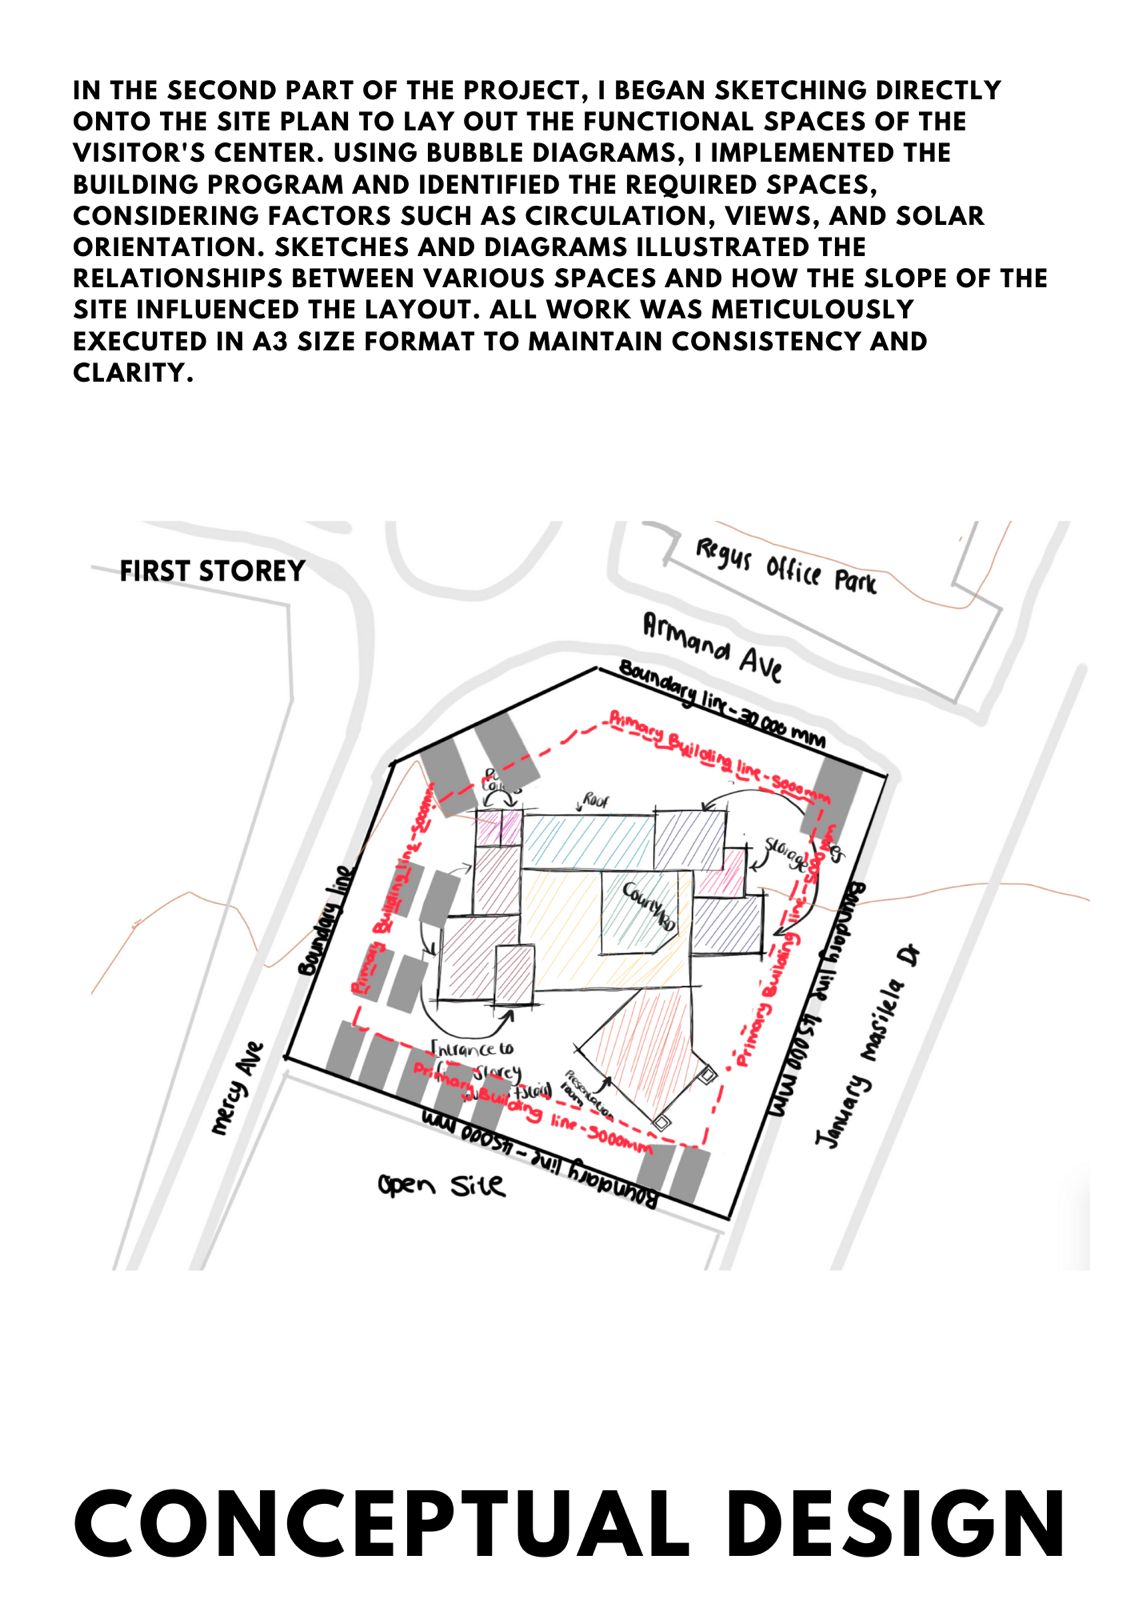 IN THE SECOND PART OF THE PROJECT, I BEGAN SKETCHING DIRECTLY
ONTO THE SITE PLAN TO LAY OUT THE FUNCTIONAL SPACES OF THE
VISITOR'S CENTER. USING BUBBLE DIAGRAMS, I IMPLEMENTED THE
BUILDING PROGRAM AND IDENTIFIED THE REQUIRED SPACES,
CONSIDERING FACTORS SUCH AS CIRCULATION, VIEWS, AND SOLAR
ORIENTATION. SKETCHES AND DIAGRAMS ILLUSTRATED THE
RELATIONSHIPS BETWEEN VARIOUS SPACES AND HOW THE SLOPE OF THE
SITE INFLUENCED THE LAYOUT. ALL WORK WAS METICULOUSLY
EXECUTED IN A3 SIZE FORMAT TO MAINTAIN CONSISTENCY AND
CLARITY.
FIRST STOREY
Regus Office Park
Armand Ave
Boundary line - 30 000 mm
Primary Building line - 5000mm
Roof
Storage
Primary Building line - 5000mm
Courtyard
Boundary line
Primary Building line - 5000mm
Boundary line 45000 mm
January Masilela Dr
Mercy Ave
Entrance to
Storey
Presentation
room
Primary Building line - 5000mm
Boundary line - 45000 mm
Open Site
CONCEPTUAL DESIGN